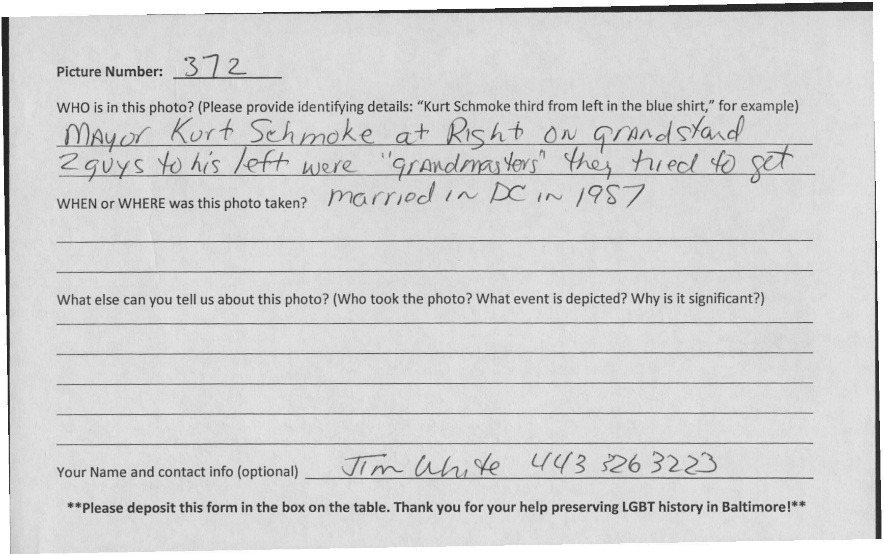 Picture Number: 372
WHO is in this photo? (Please provide identifying details: “Kurt Schmoke third from left in the blue shirt,” for example)
MAyor Kurt Schmoke at Right ON grANdstand
2 guys to his left were "grANdmasters" they tried to get
WHEN or WHERE was this photo taken? married IN DC IN 1987
What else can you tell us about this photo? (Who took the photo? What event is depicted? Why is it significant?)
Your Name and contact info (optional) Jim White 443 326 3223
**Please deposit this form in the box on the table. Thank you for your help preserving LGBT history in Baltimore!**